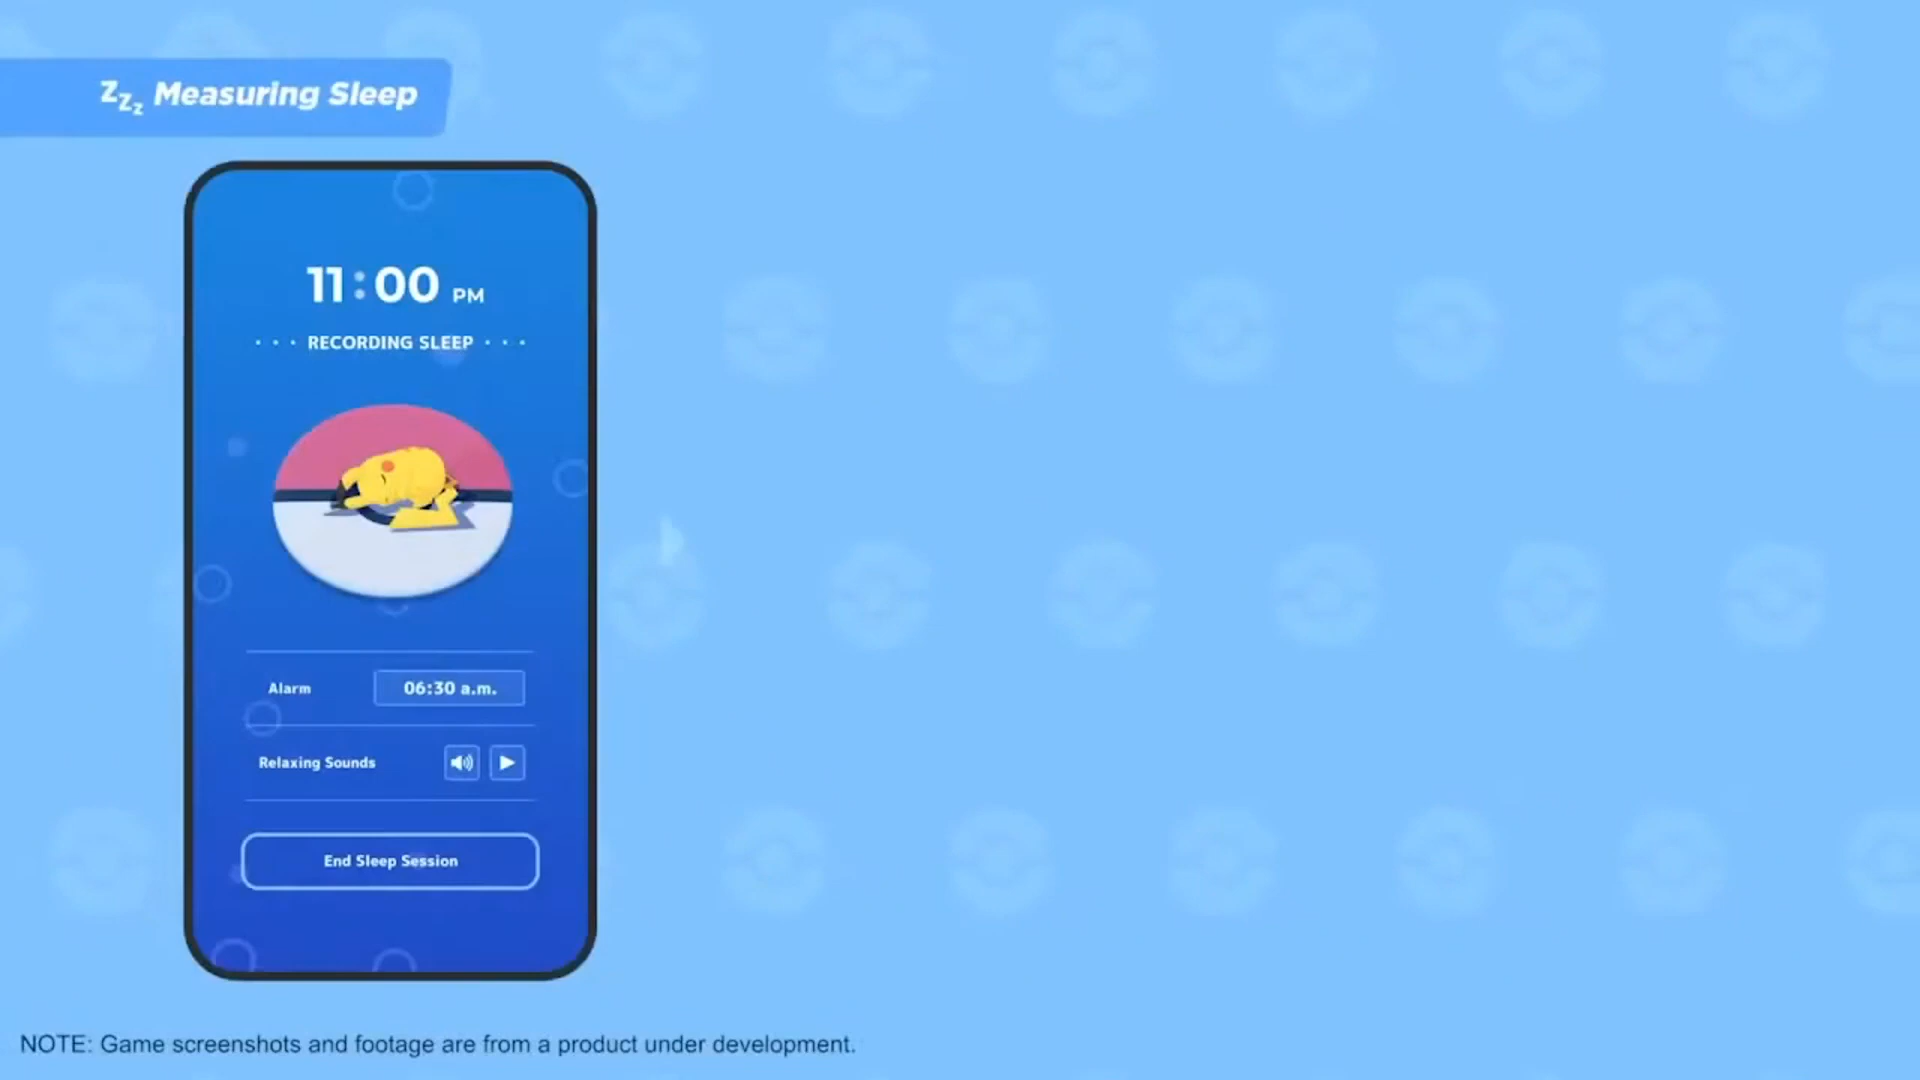 Zzz Measuring Sleep
11:00 PM
• • • RECORDING SLEEP • • •
Alarm 06:30 a.m.
Relaxing Sounds
End Sleep Session
NOTE: Game screenshots and footage are from a product under development.